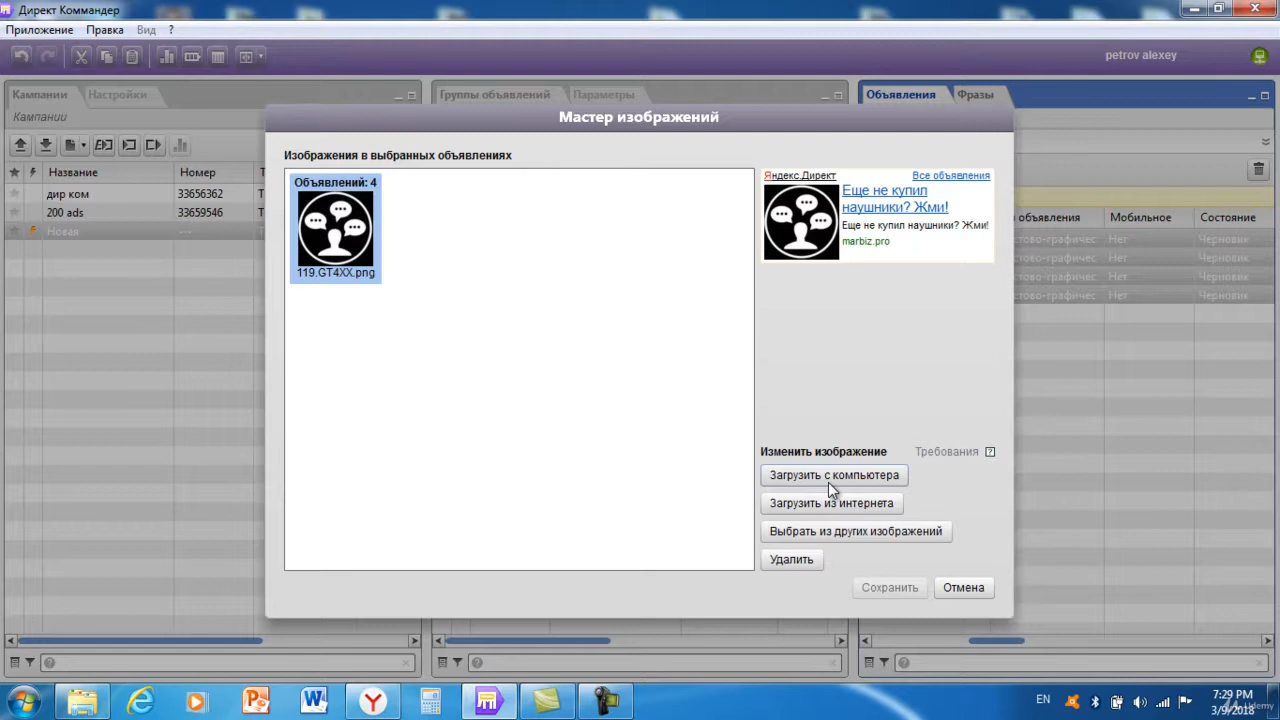 Директ Коммандер
Приложение Правка Вид ?
petrov alexey
Кампании Настройки
Группы объявлений Параметры
Объявления Фразы
Кампании
Название Номер
дир ком 33656362
200 ads 33659546
Новая ---
Мастер изображений
Изображения в выбранных объявлениях
Объявлений: 4
119.GT4XX.png
Яндекс.Директ Все объявления
Еще не купил
наушники? Жми!
Еще не купил наушники? Жми!
marbiz.pro
Изменить изображение Требования ?
Загрузить с компьютера
Загрузить из интернета
Выбрать из других изображений
Удалить
Сохранить Отмена
Мобильное Состояние
Нет Черновик
Нет Черновик
Нет Черновик
Нет Черновик
EN
7:29 PM
3/9/2018
Udemy